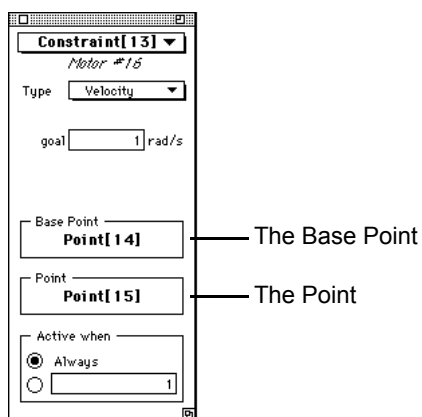 Constraint[13]
Motor #16
Type Velocity
goal 1 rad/s
Base Point
Point[14]
The Base Point
Point
Point[15]
The Point
Active when
Always
1